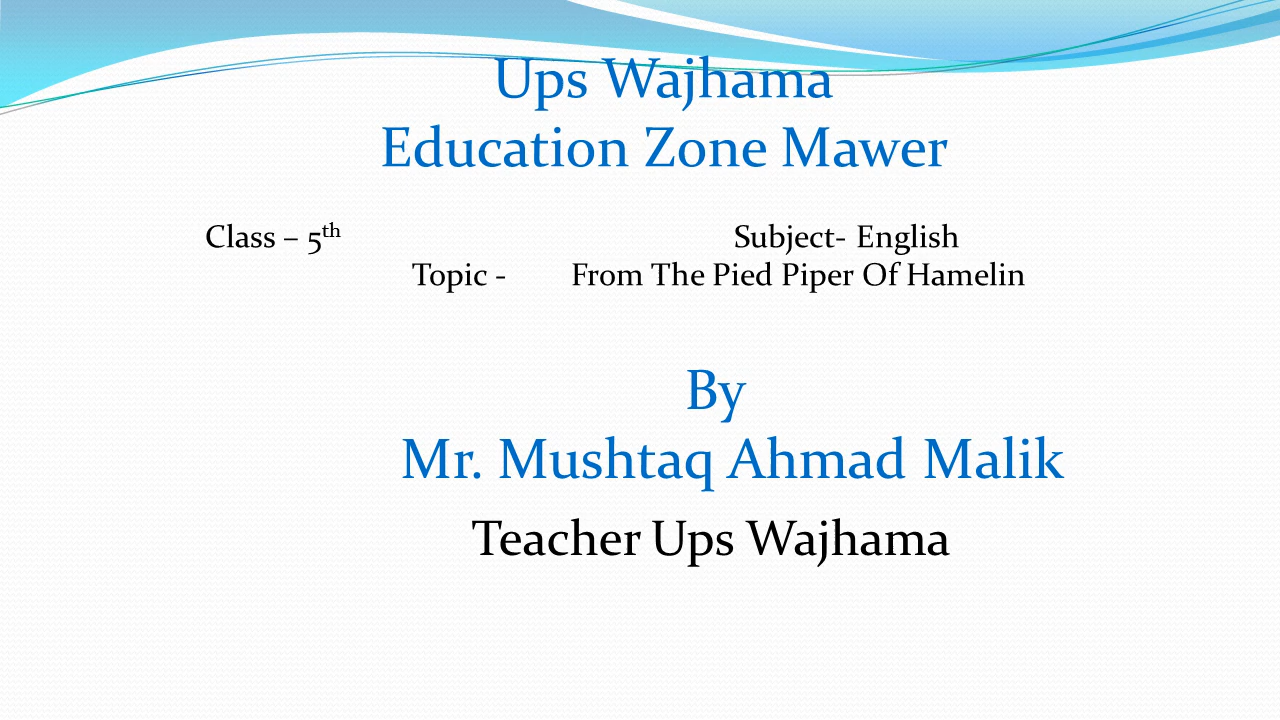 Ups Wajhama
Education Zone Mawer
Class – 5th Subject- English
Topic - From The Pied Piper Of Hamelin
By
Mr. Mushtaq Ahmad Malik
Teacher Ups Wajhama